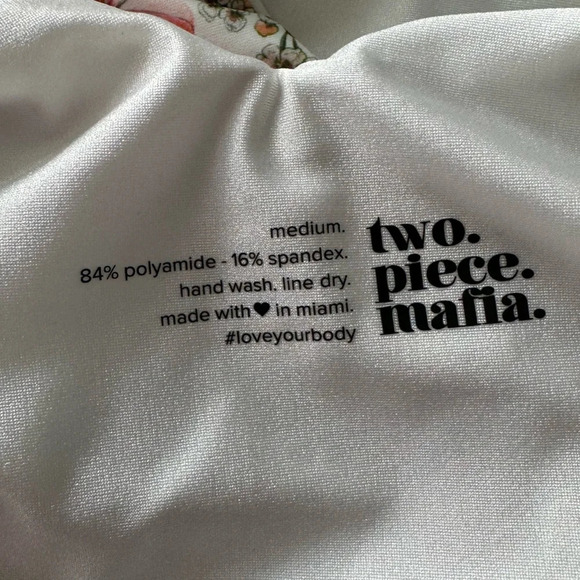 medium.
84% polyamide - 16% spandex.
hand wash. line dry.
made with♥in miami.
#loveyourbody
two.
piece.
mafia.